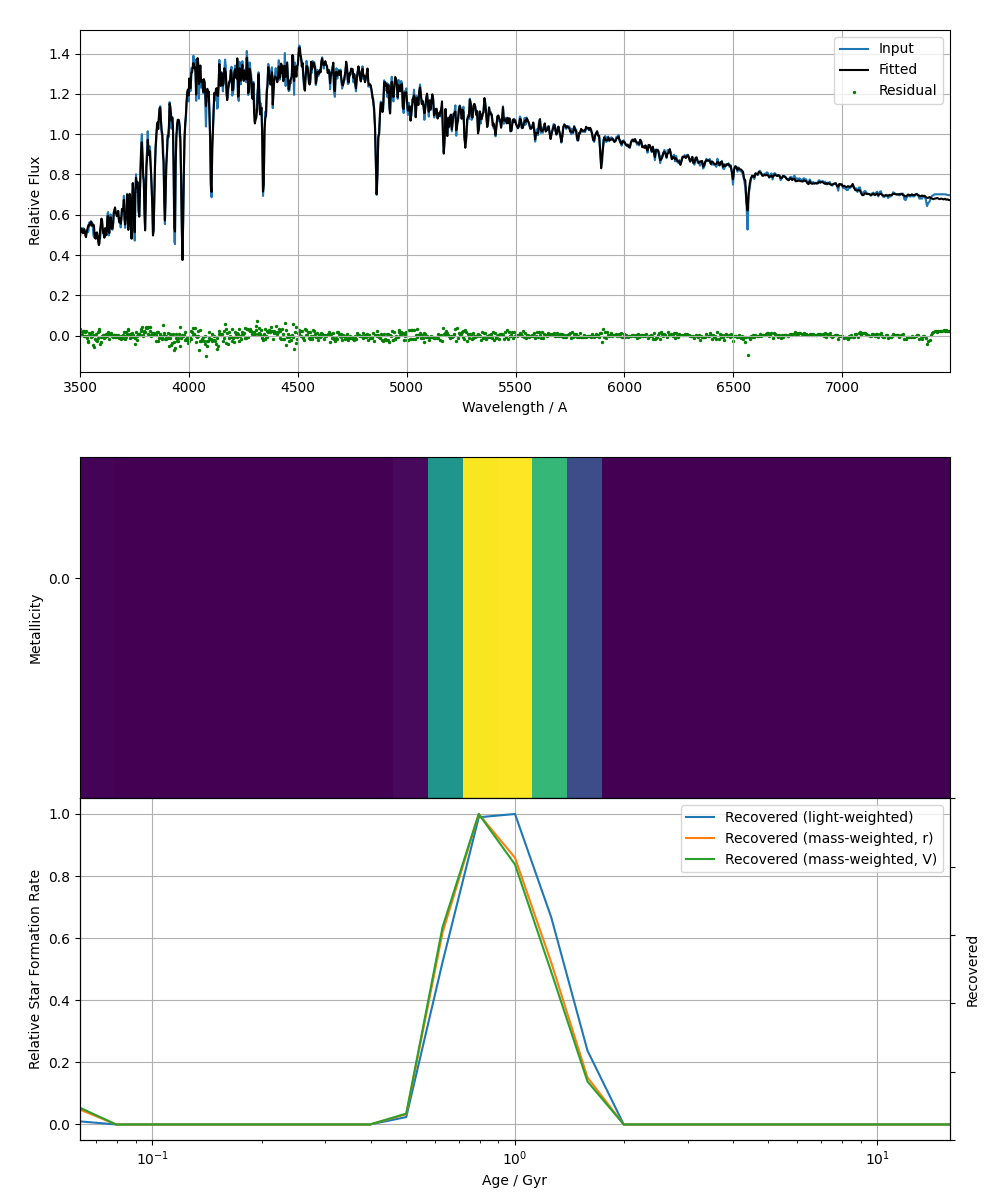 1.4
1.2
1.0
0.8
0.6
0.4
0.2
0.0
Relative Flux
Input
Fitted
Residual
3500
4000
4500
5000
5500
6000
6500
7000
Wavelength / A
0.0
Metallicity
1.0
0.8
0.6
0.4
0.2
0.0
Relative Star Formation Rate
Recovered (light-weighted)
Recovered (mass-weighted, r)
Recovered (mass-weighted, V)
Recovered
10⁻¹
10⁰
10¹
Age / Gyr